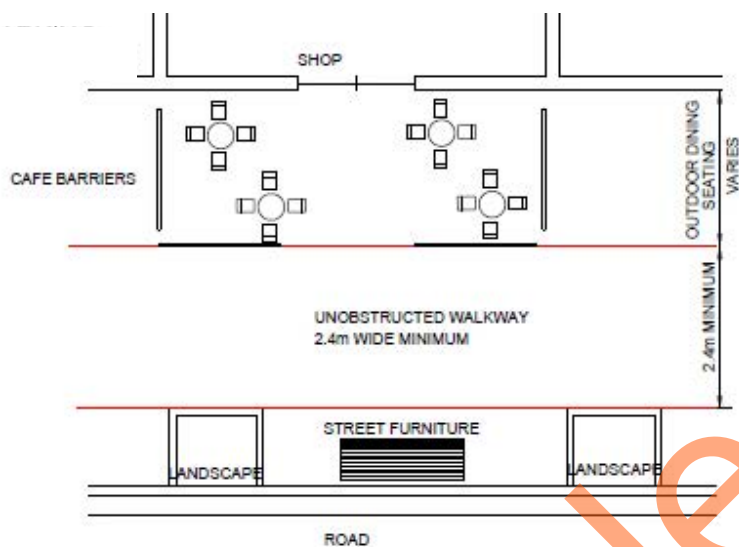 SHOP
CAFE BARRIERS
OUTDOOR DINING
SEATING
VARIES
UNOBSTRUCTED WALKWAY
2.4m WIDE MINIMUM
2.4m MINIMUM
STREET FURNITURE
LANDSCAPE
LANDSCAPE
ROAD